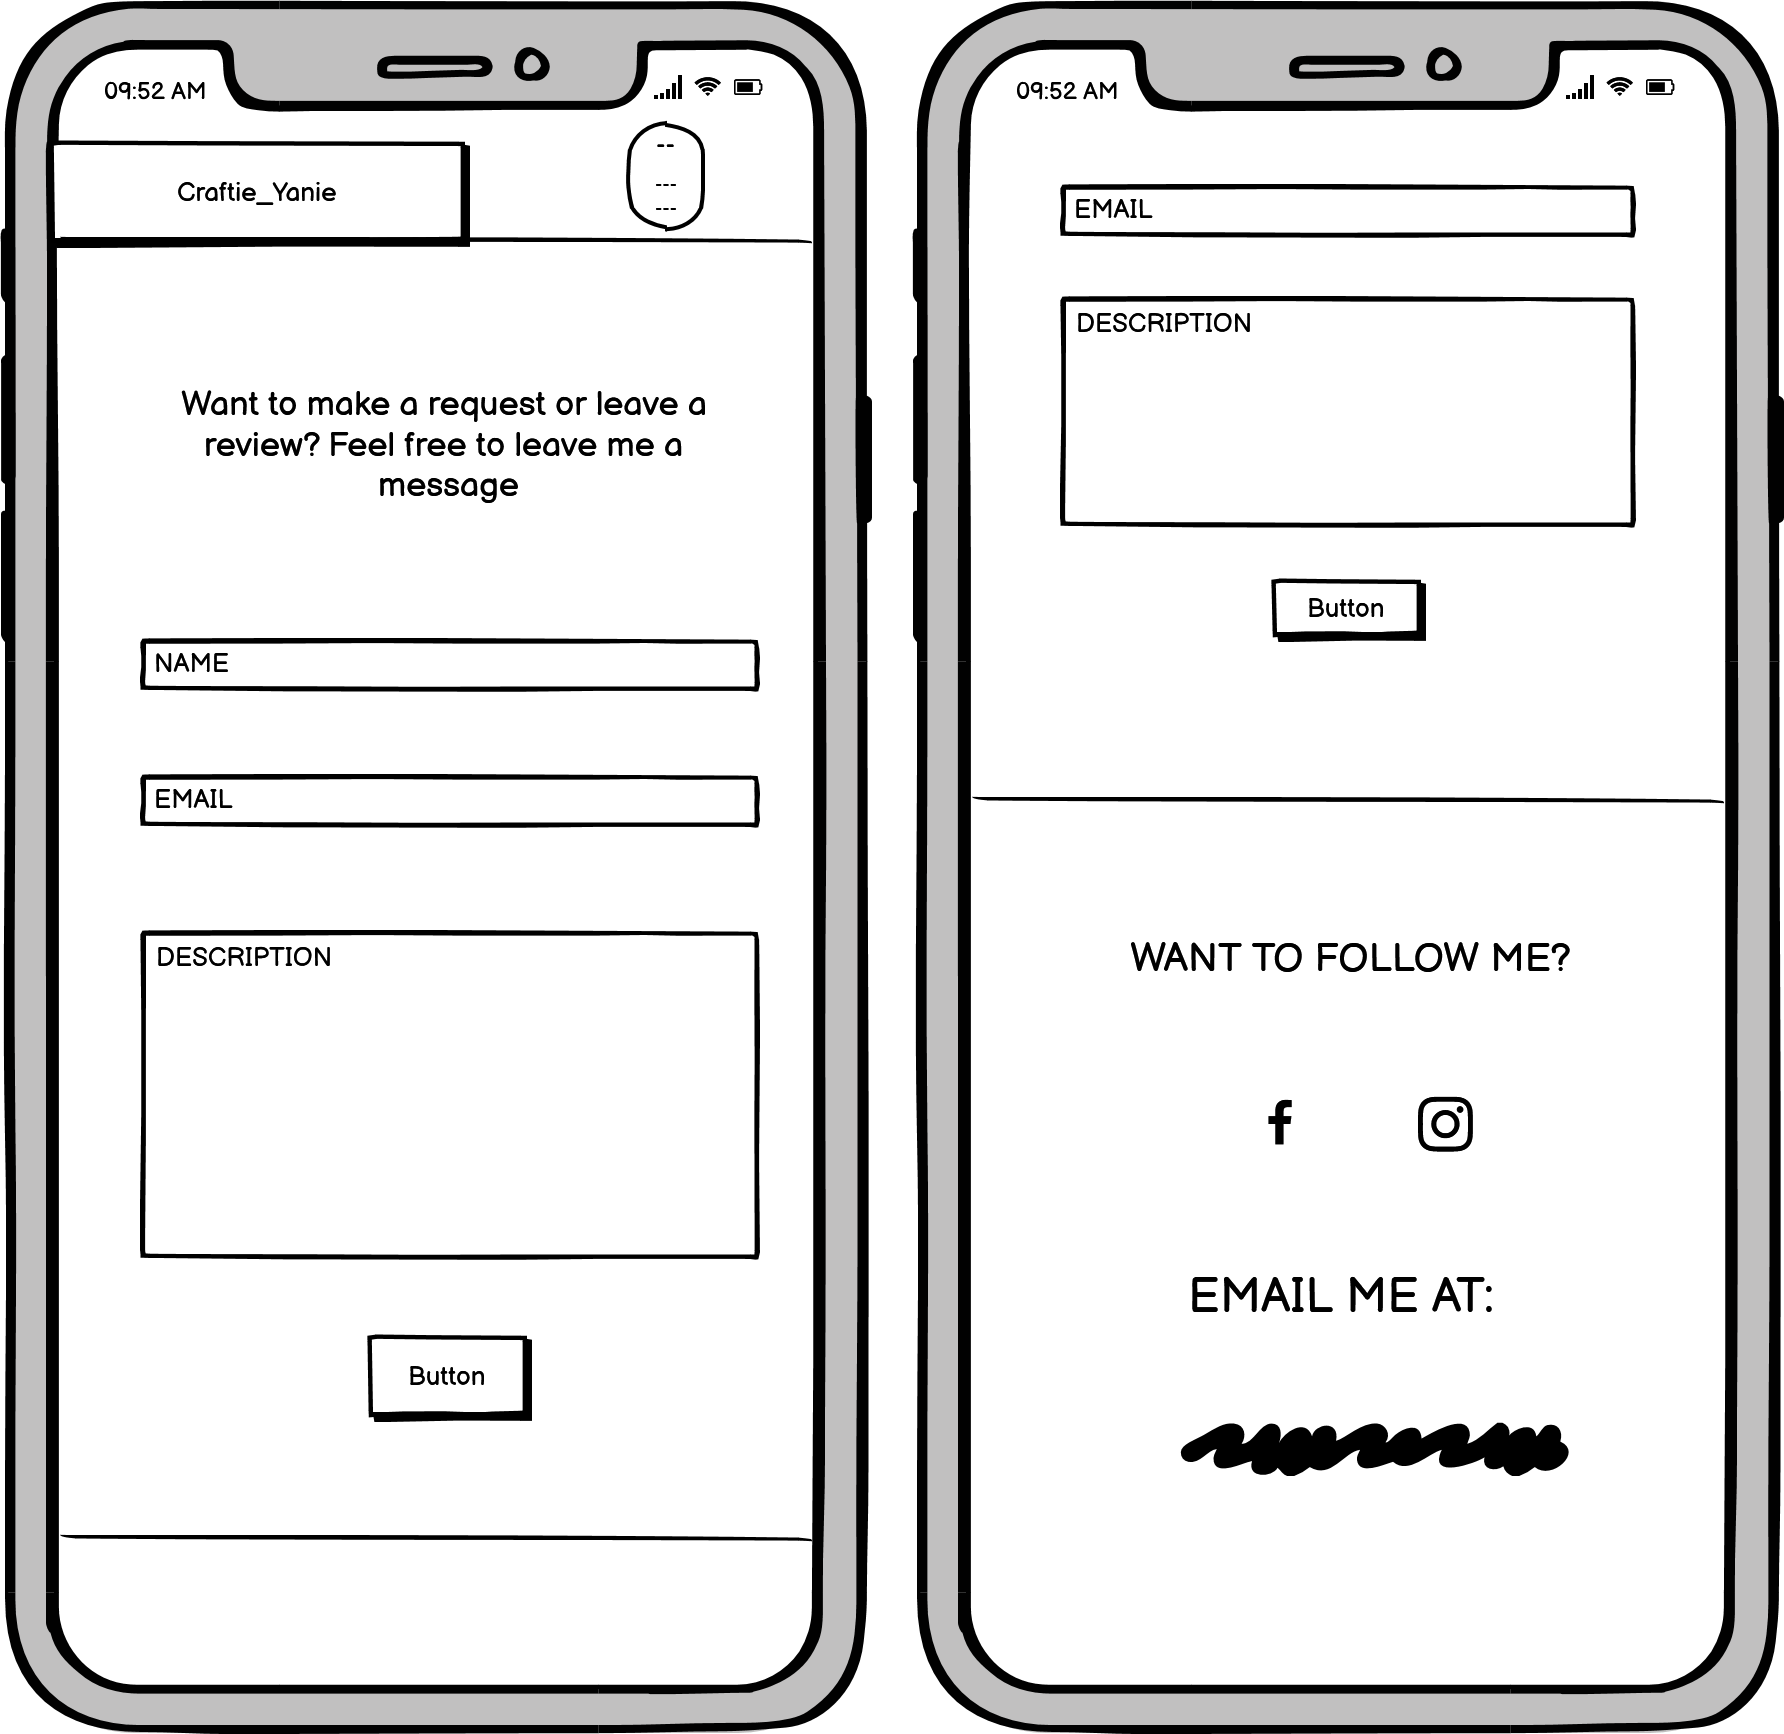 09:52 AM
Craftie_Yanie
Want to make a request or leave a
review? Feel free to leave me a
message
NAME
EMAIL
DESCRIPTION
Button
09:52 AM
EMAIL
DESCRIPTION
Button
WANT TO FOLLOW ME?
EMAIL ME AT: